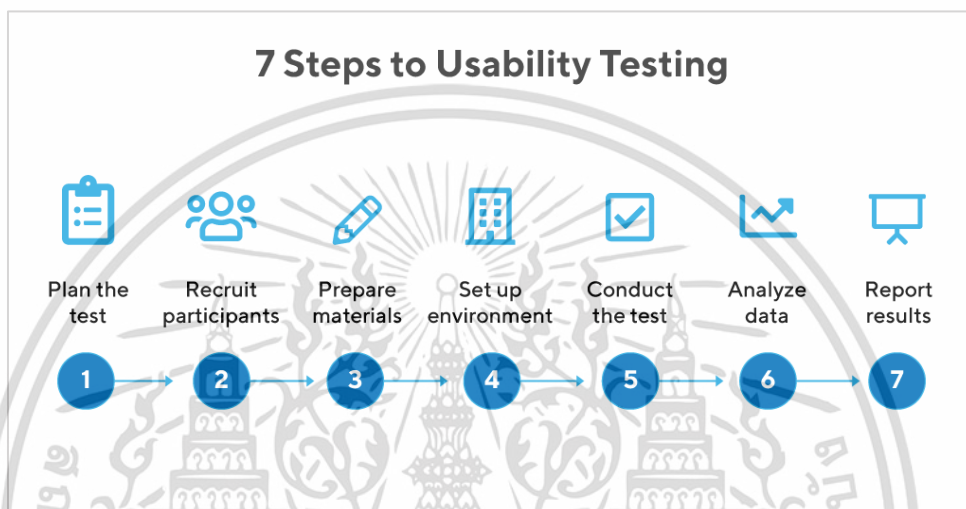 7 Steps to Usability Testing
Plan the test
Recruit participants
Prepare materials
Set up environment
Conduct the test
Analyze data
Report results
1
2
3
4
5
6
7